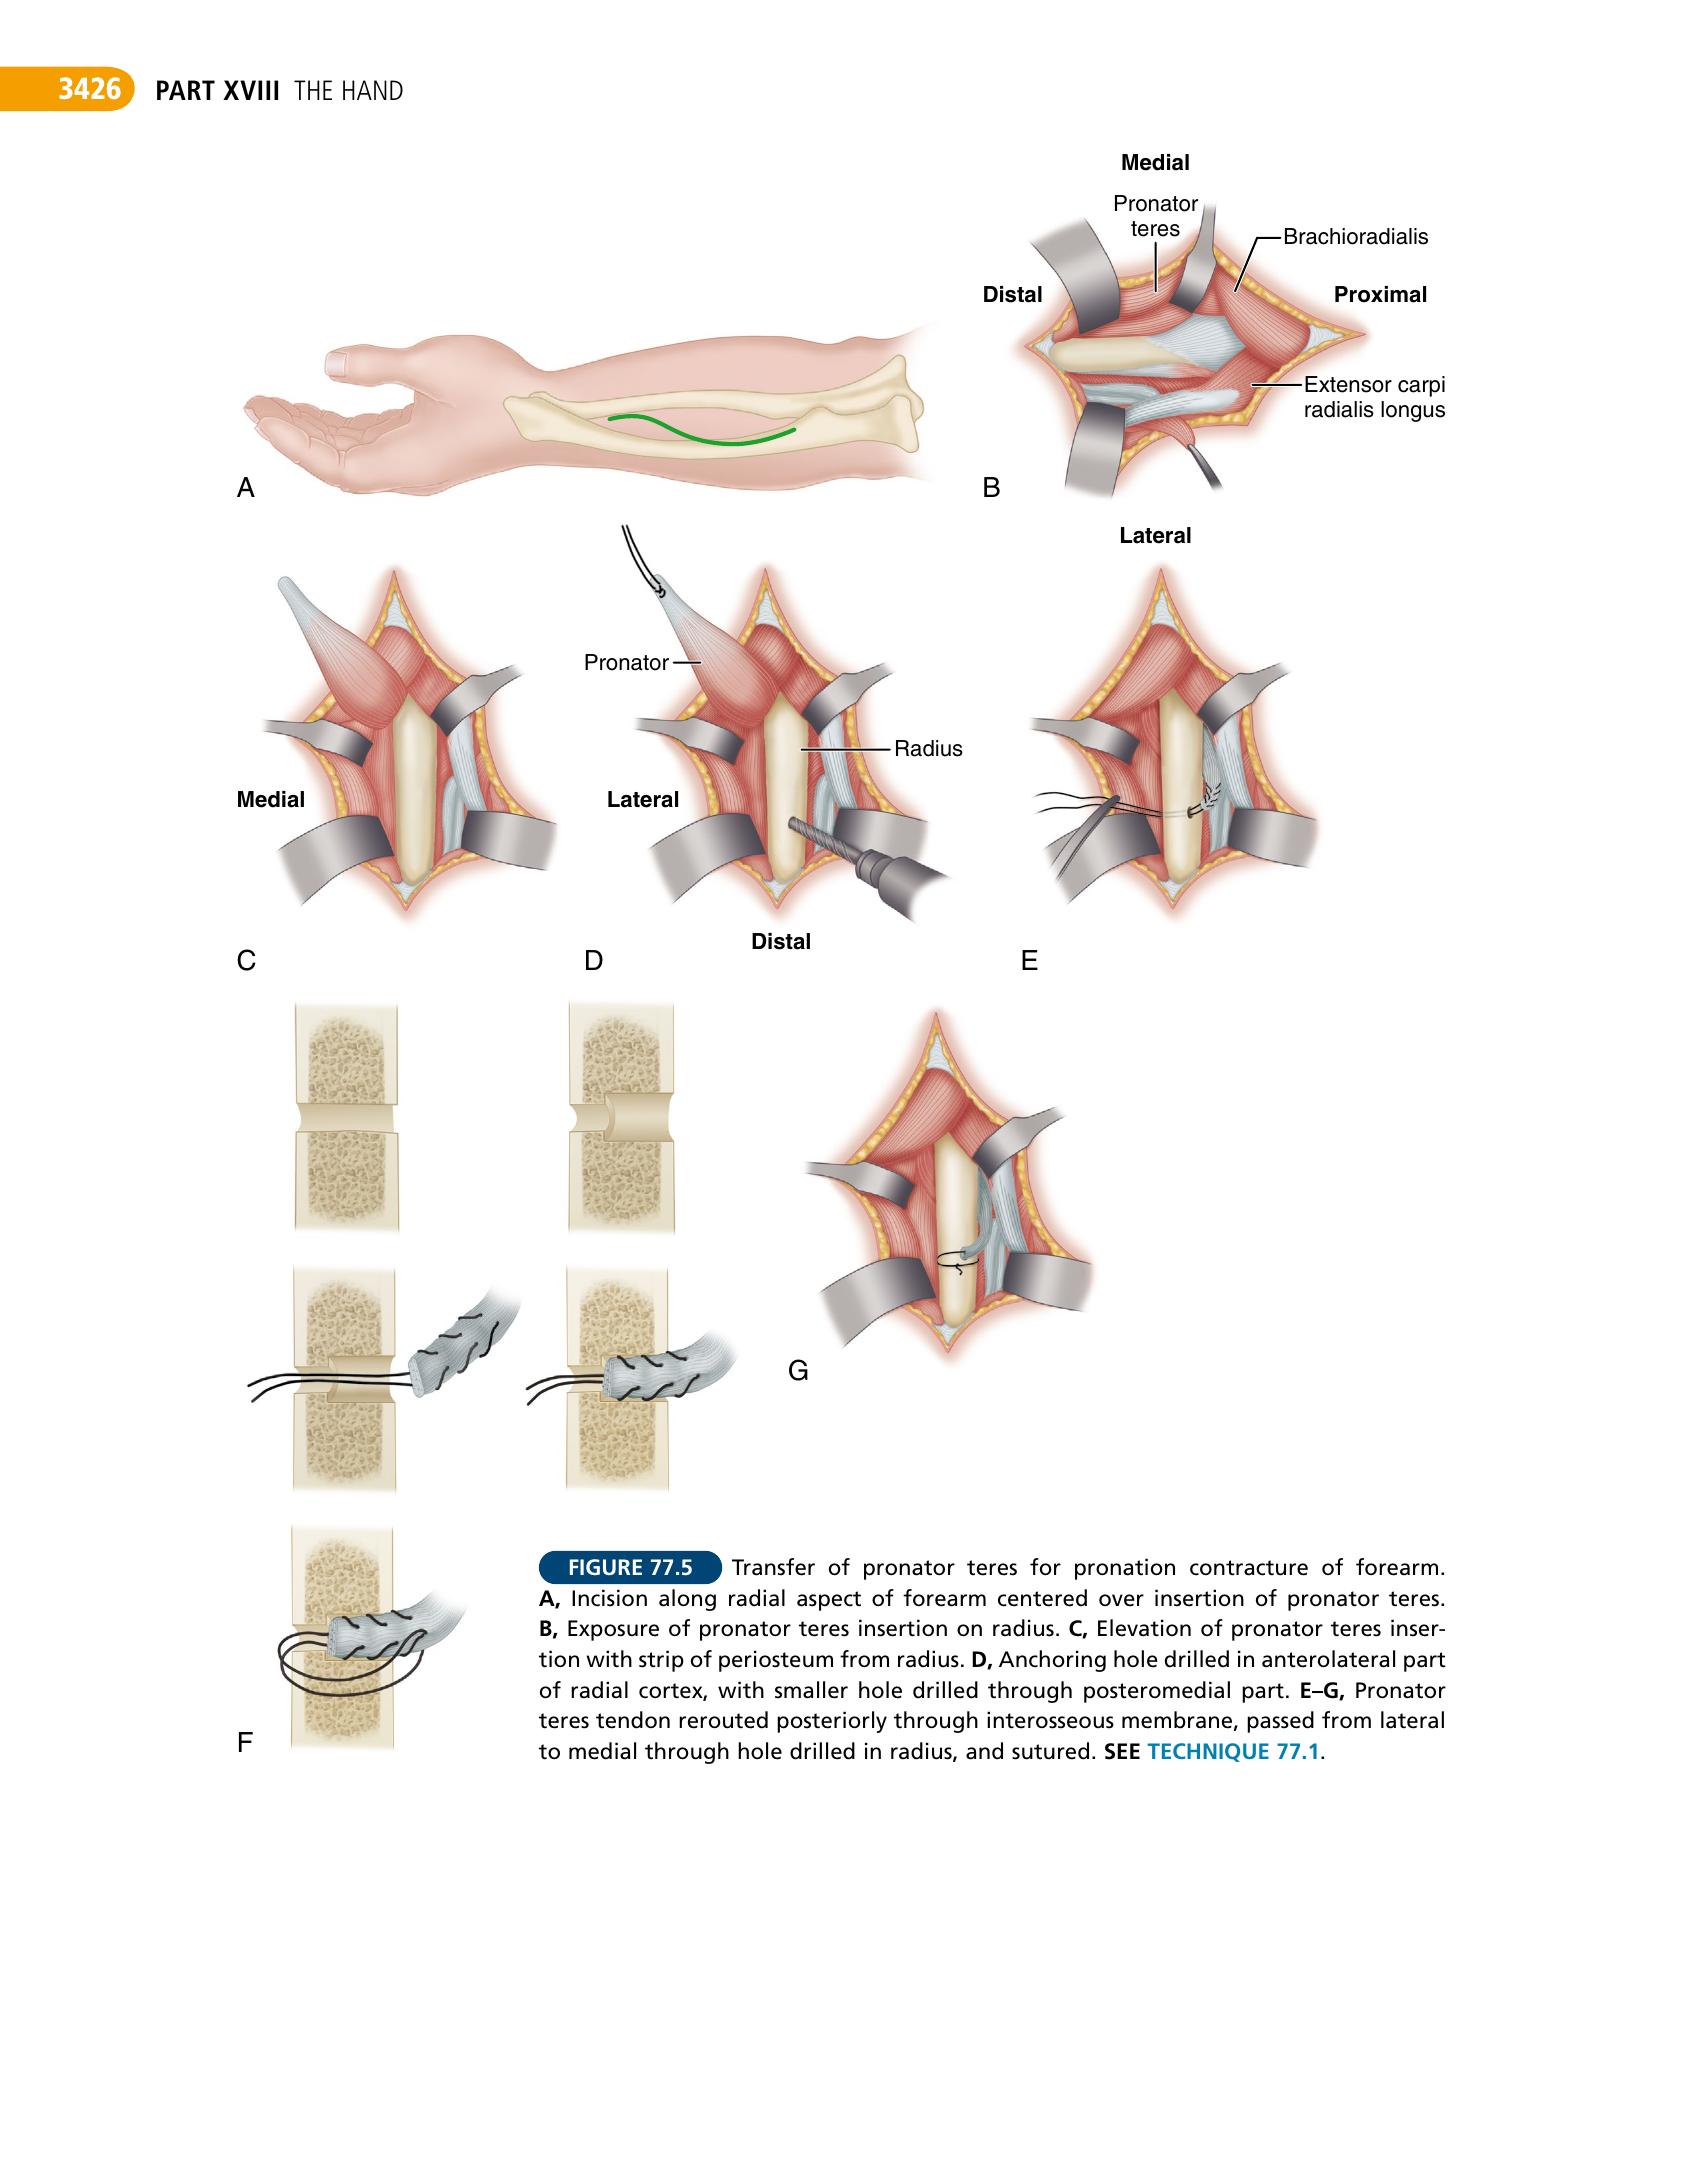 3426 PART XVIII THE HAND
Medial
Pronator
teres
Brachioradialis
Distal
Proximal
Extensor carpi
radialis longus
A
B
Lateral
Pronator
Radius
Medial
Lateral
Distal
C
D
E
G
F
FIGURE 77.5 Transfer of pronator teres for pronation contracture of forearm.
A, Incision along radial aspect of forearm centered over insertion of pronator teres.
B, Exposure of pronator teres insertion on radius. C, Elevation of pronator teres inser-
tion with strip of periosteum from radius. D, Anchoring hole drilled in anterolateral part
of radial cortex, with smaller hole drilled through posteromedial part. E–G, Pronator
teres tendon rerouted posteriorly through interosseous membrane, passed from lateral
to medial through hole drilled in radius, and sutured. SEE TECHNIQUE 77.1.